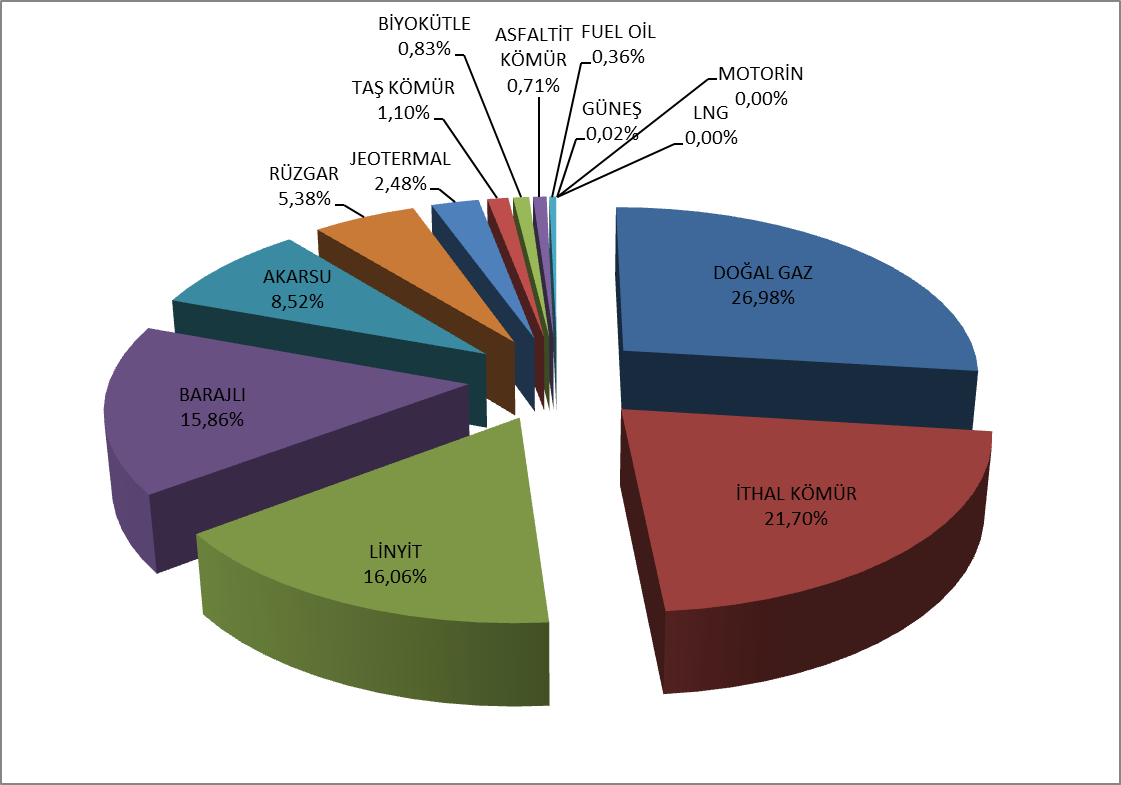 BİYOKÜTLE
0,83%
ASFALTİT
KÖMÜR
0,71%
FUEL OİL
0,36%
MOTORİN
0,00%
TAŞ KÖMÜR
1,10%
GÜNEŞ
0,02%
LNG
0,00%
JEOTERMAL
2,48%
RÜZGAR
5,38%
AKARSU
8,52%
DOĞAL GAZ
26,98%
BARAJLI
15,86%
İTHAL KÖMÜR
21,70%
LİNYİT
16,06%